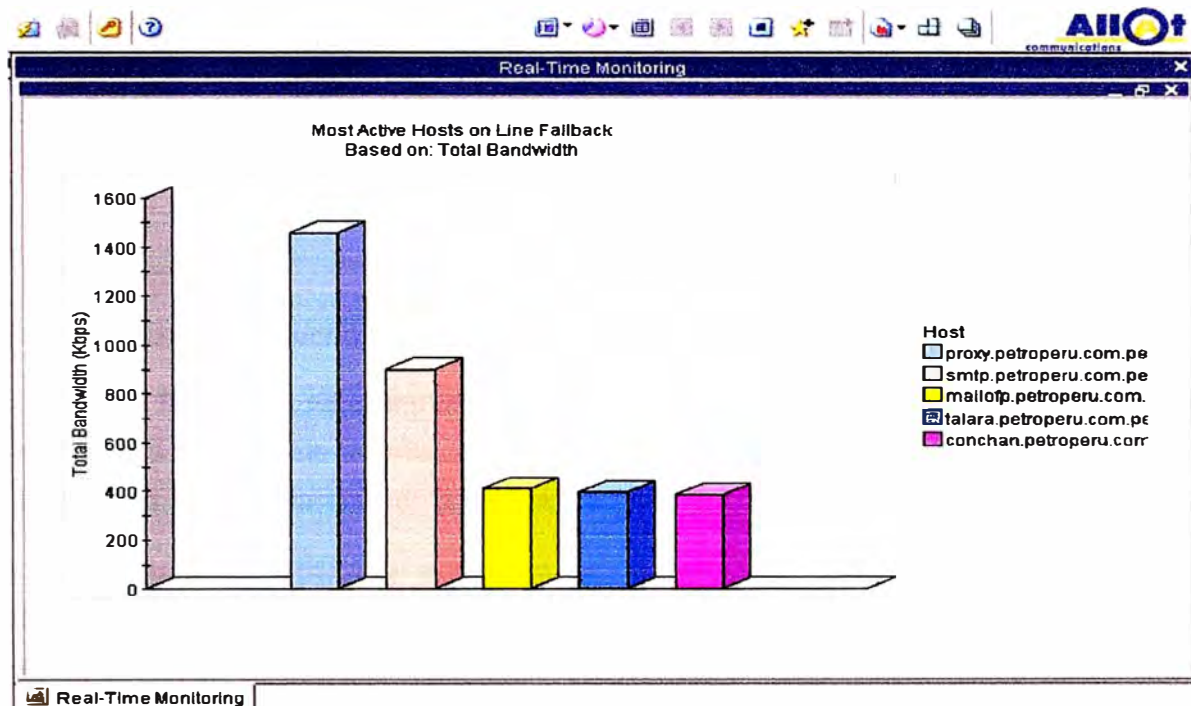 AllOt
communications
Real-Time Monitoring
Most Active Hosts on Line Fallback
Based on: Total Bandwidth
Total Bandwidth (Kbps)
1600
1400
1200
1000
800
600
400
200
0
Host
proxy.petroperu.com.pe
smtp.petroperu.com.pe
mailofp.petroperu.com.
talara.petroperu.com.pe
conchan.petroperu.com
Real-Time Monitoring